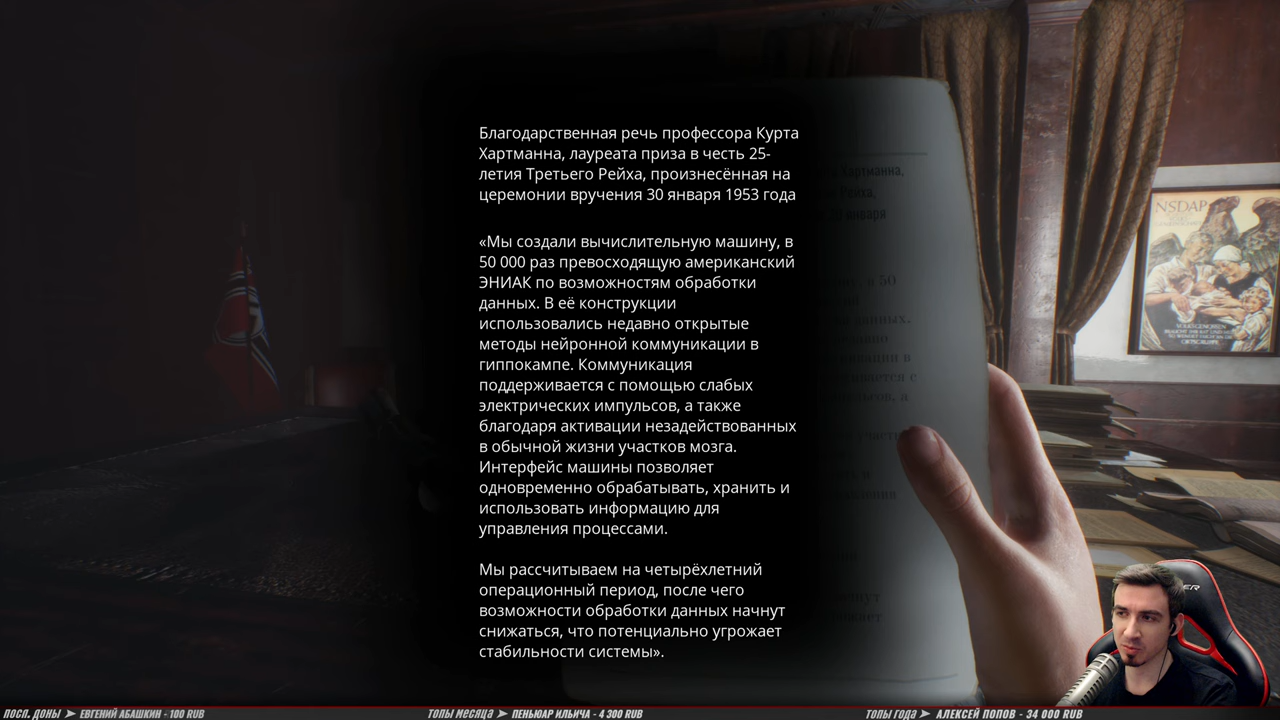 Благодарственная речь профессора Курта
Хартманна, лауреата приза в честь 25-
летия Третьего Рейха, произнесённая на
церемонии вручения 30 января 1953 года
«Мы создали вычислительную машину, в
50 000 раз превосходящую американский
ЭНИАК по возможностям обработки
данных. В её конструкции
использовались недавно открытые
методы нейронной коммуникации в
гиппокампе. Коммуникация
поддерживается с помощью слабых
электрических импульсов, а также
благодаря активации незадействованных
в обычной жизни участков мозга.
Интерфейс машины позволяет
одновременно обрабатывать, хранить и
использовать информацию для
управления процессами.
Мы рассчитываем на четырёхлетний
операционный период, после чего
возможности обработки данных начнут
снижаться, что потенциально угрожает
стабильности системы».
Хартманна,
Рейха,
января
NSDAP
ПОСЛ. ДОНЫ ➤ ЕВГЕНИЙ АБАШКИН - 100 RUB
ТОПЫ МЕСЯЦА ➤ ПЕНЬЮАР ИЛЬИЧА - 4 300 RUB
ТОПЫ ГОДА ➤ АЛЕКСЕЙ ПОПОВ - 34 000 RUB